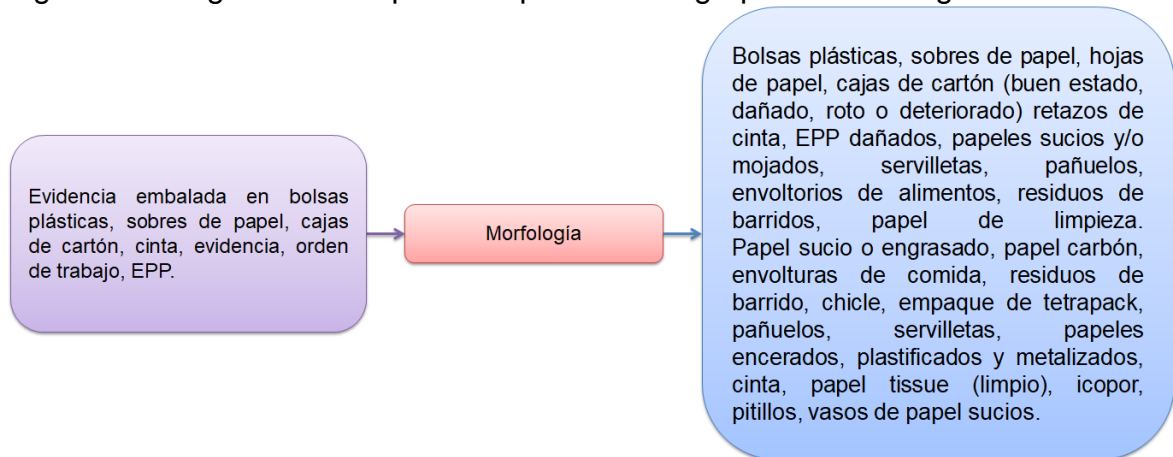 Evidencia embalada en bolsas
plásticas, sobres de papel, cajas
de cartón, cinta, evidencia, orden
de trabajo, EPP.
Morfología
Bolsas plásticas, sobres de papel, hojas
de papel, cajas de cartón (buen estado,
dañado, roto o deteriorado) retazos de
cinta, EPP dañados, papeles sucios y/o
mojados, servilletas, pañuelos,
envoltorios de alimentos, residuos de
barridos, papel de limpieza.
Papel sucio o engrasado, papel carbón,
envolturas de comida, residuos de
barrido, chicle, empaque de tetrapack,
pañuelos, servilletas, papeles
encerados, plastificados y metalizados,
cinta, papel tissue (limpio), icopor,
pitillos, vasos de papel sucios.